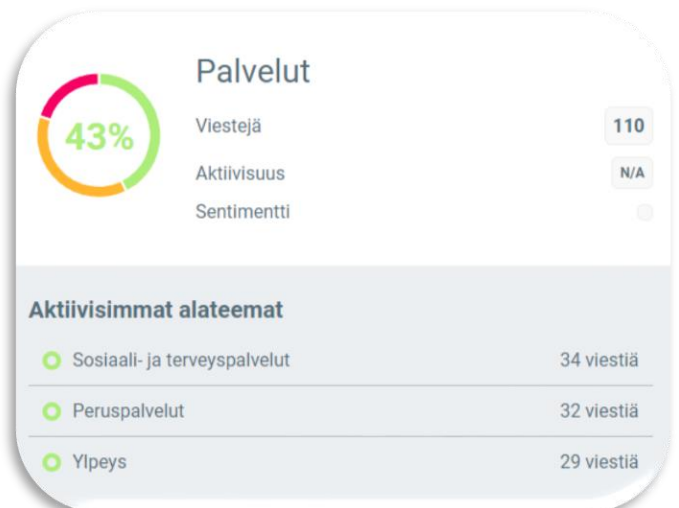 Palvelut
43%
Viestejä 110
Aktiivisuus N/A
Sentimentti
Aktiivisimmat alateemat
Sosiaali- ja terveyspalvelut 34 viestiä
Peruspalvelut 32 viestiä
Ylpeys 29 viestiä